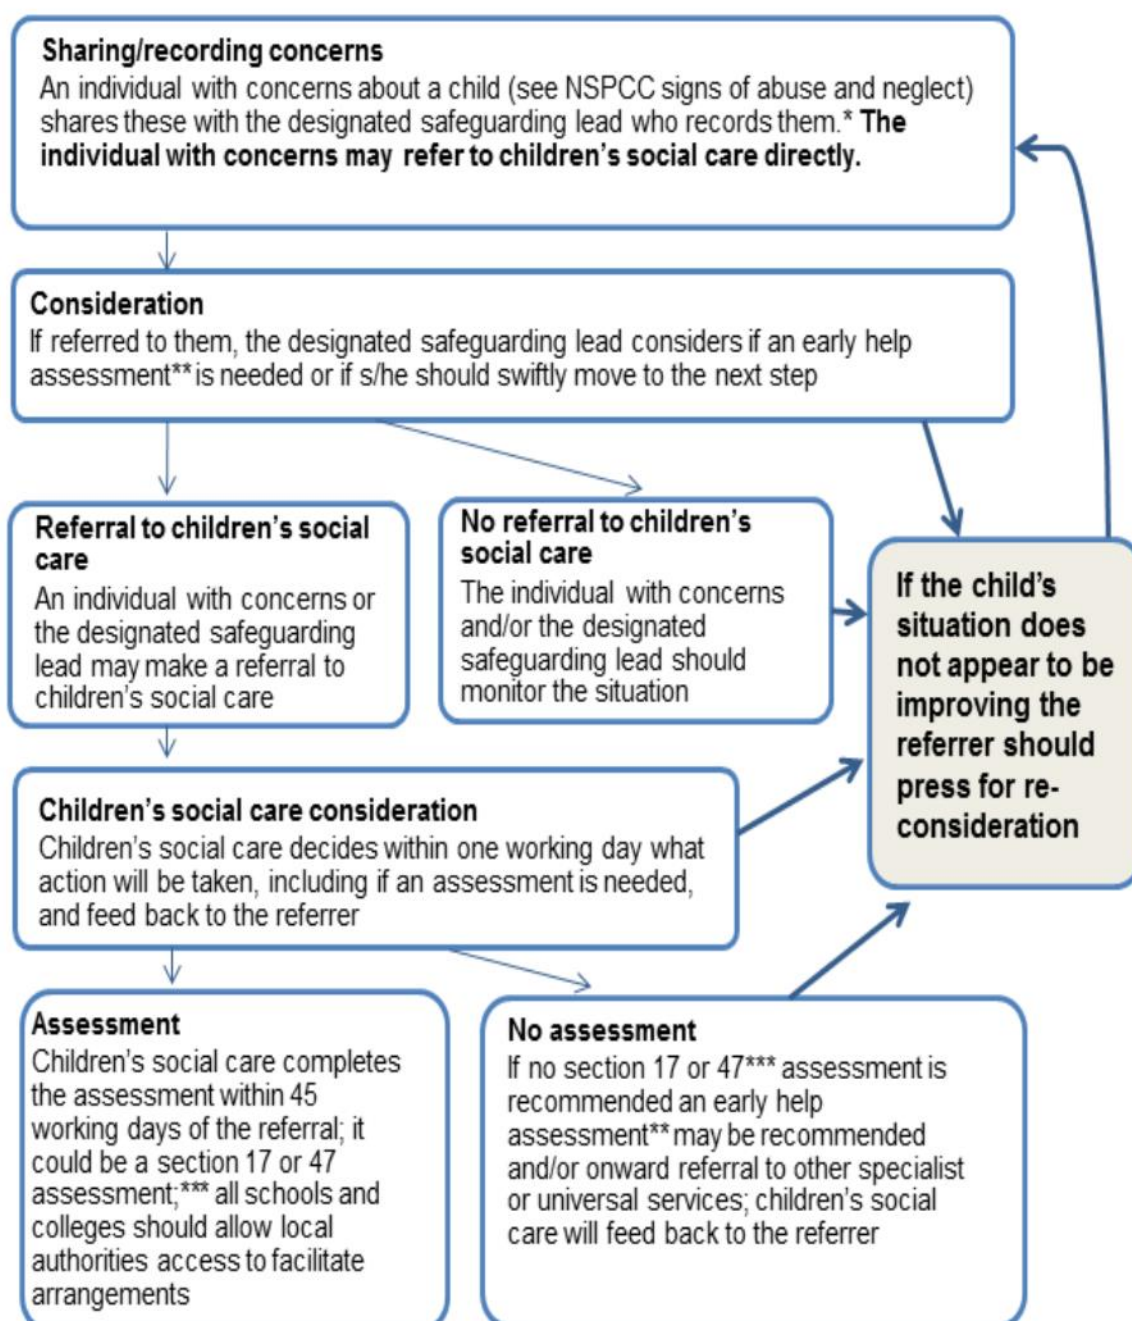 Sharing/recording concerns
An individual with concerns about a child (see NSPCC signs of abuse and neglect)
shares these with the designated safeguarding lead who records them.* The
individual with concerns may refer to children's social care directly.
Consideration
If referred to them, the designated safeguarding lead considers if an early help
assessment** is needed or if s/he should swiftly move to the next step
Referral to children's social
care
An individual with concerns or
the designated safeguarding
lead may make a referral to
children's social care
No referral to children's
social care
The individual with concerns
and/or the designated
safeguarding lead should
monitor the situation
If the child's
situation does
not appear to be
improving the
referrer should
press for re-
consideration
Children's social care consideration
Children's social care decides within one working day what
action will be taken, including if an assessment is needed,
and feed back to the referrer
Assessment
Children's social care completes
the assessment within 45
working days of the referral; it
could be a section 17 or 47
assessment;*** all schools and
colleges should allow local
authorities access to facilitate
arrangements
No assessment
If no section 17 or 47*** assessment is
recommended an early help
assessment** may be recommended
and/or onward referral to other specialist
or universal services; children's social
care will feed back to the referrer